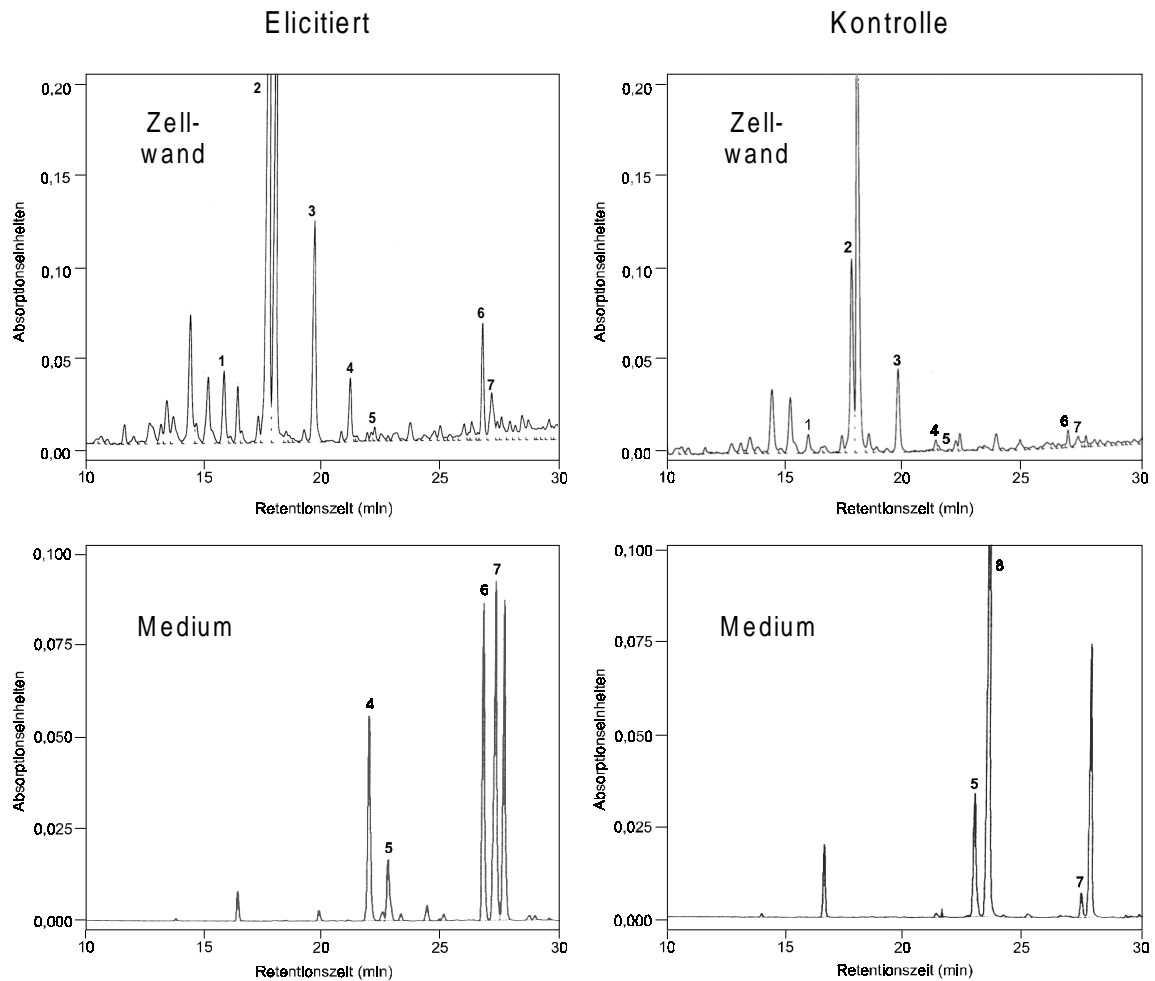 Elicitiert
Kontrolle
0,20
0,15
0,10
0,05
0,00
Absorptionseinheiten
Zell-
wand
1
2
3
4
5
6
7
10 15 20 25 30
Retentionszeit (min)
0,20
0,15
0,10
0,05
0,00
Absorptionseinheiten
Zell-
wand
1
2
3
4
5
6
7
10 15 20 25 30
Retentionszeit (min)
0,100
0,075
0,050
0,025
0,000
Absorptionseinheiten
Medium
4
5
6
7
10 15 20 25 30
Retentionszeit (min)
0,100
0,075
0,050
0,025
0,000
Absorptionseinheiten
Medium
5
8
7
10 15 20 25 30
Retentionszeit (min)